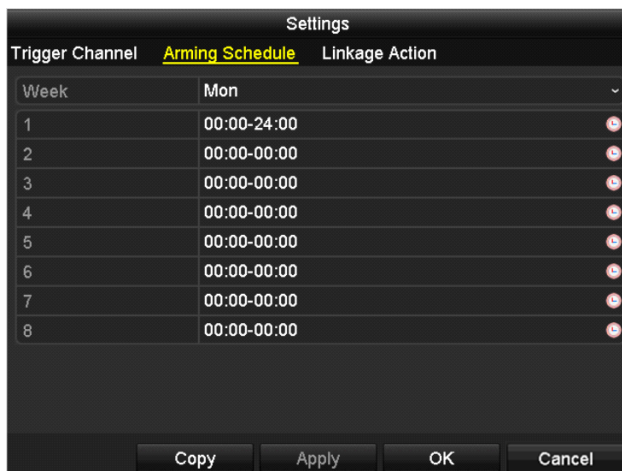 Settings
Trigger Channel Arming Schedule Linkage Action
Week Mon
1 00:00-24:00
2 00:00-00:00
3 00:00-00:00
4 00:00-00:00
5 00:00-00:00
6 00:00-00:00
7 00:00-00:00
8 00:00-00:00
Copy Apply OK Cancel